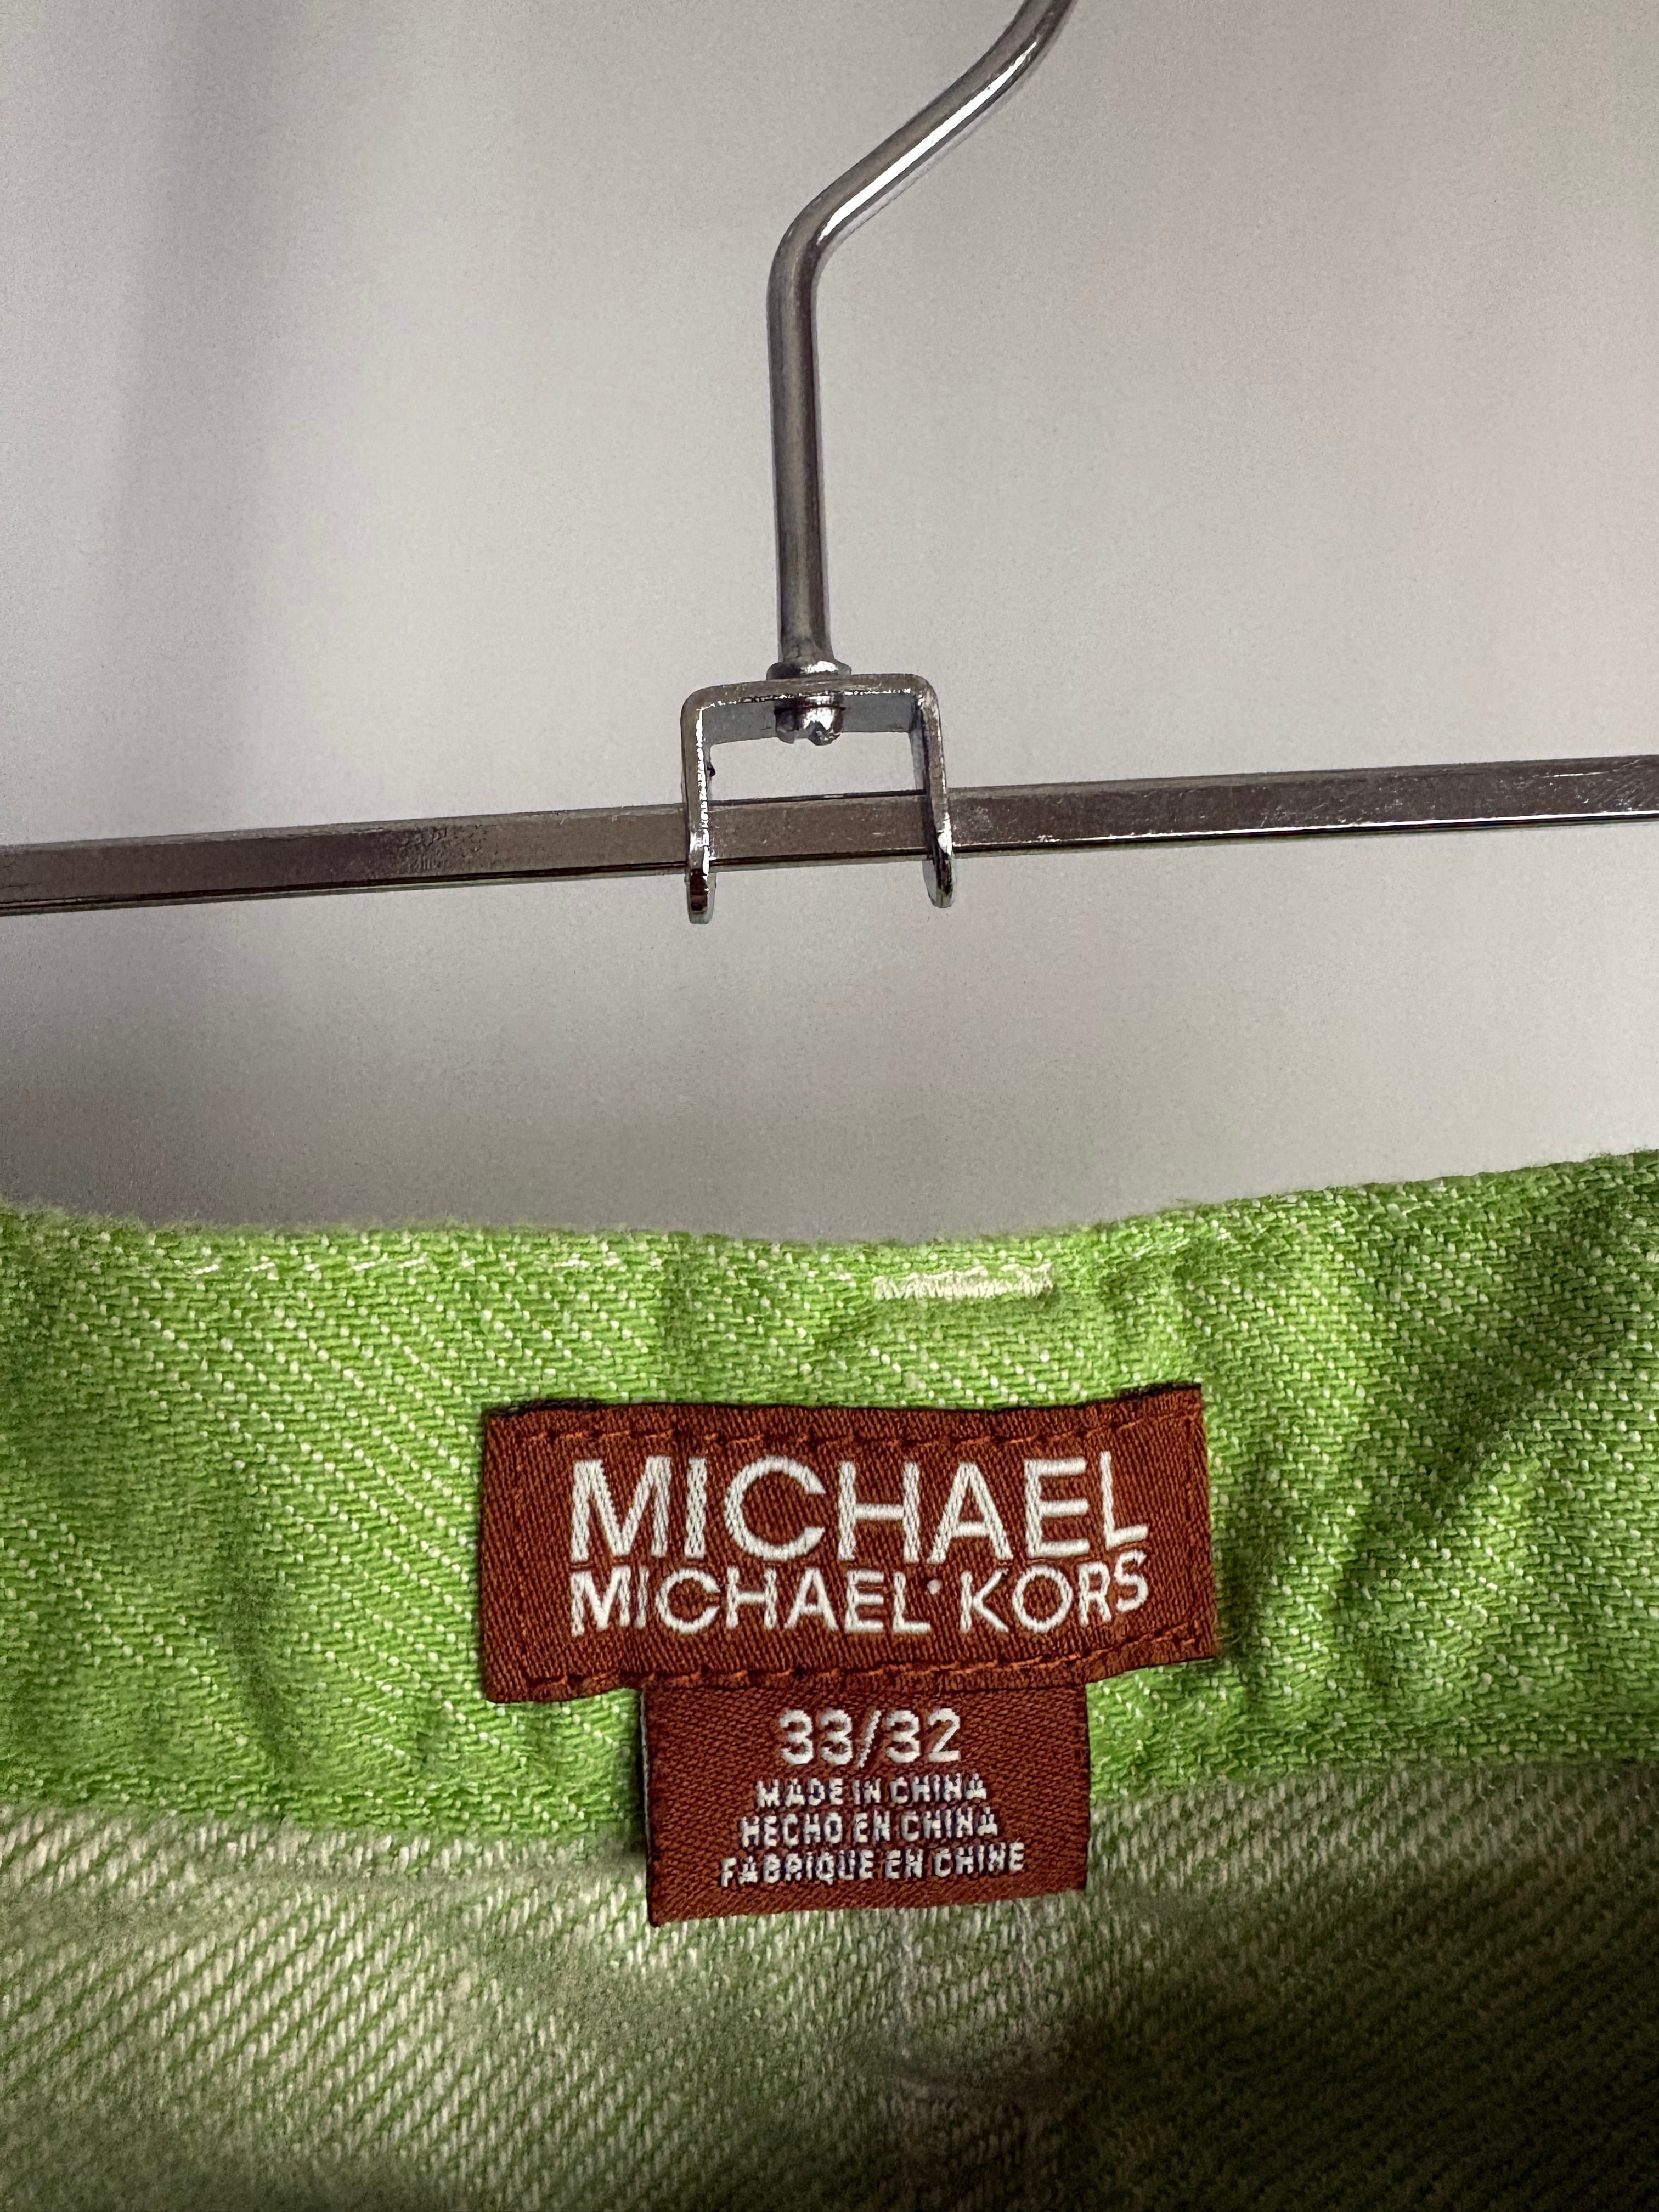 MICHAEL
MICHAEL KORS
33/32
MADE IN CHINA
HECHO EN CHINA
FABRIQUE EN CHINE